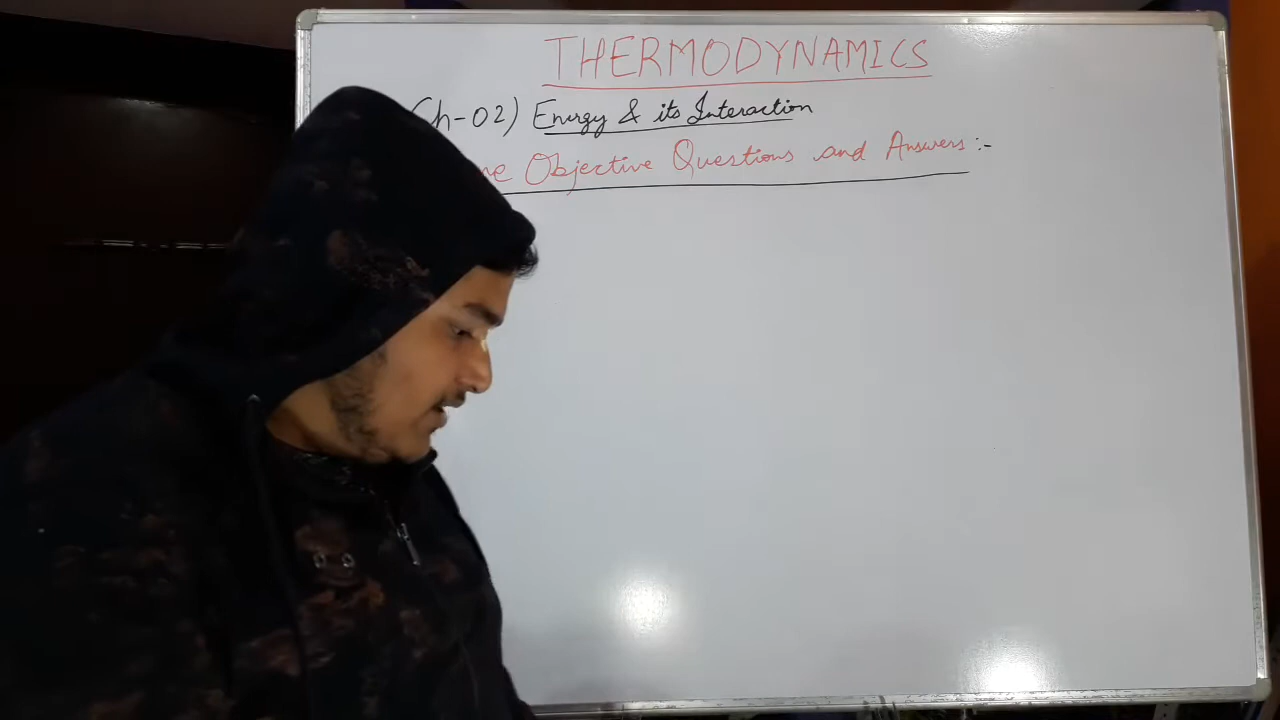 THERMODYNAMICS
Ch-02) Energy & its Interaction
Objective Questions and Answers :-